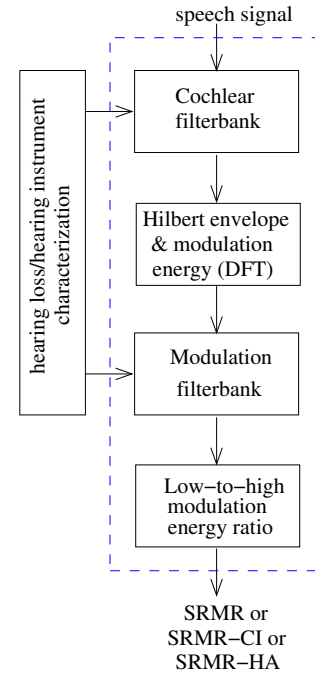 speech signal
Cochlear
filterbank
hearing loss/hearing instrument
characterization
Hilbert envelope
& modulation
energy (DFT)
Modulation
filterbank
Low−to−high
modulation
energy ratio
SRMR or
SRMR−CI or
SRMR−HA